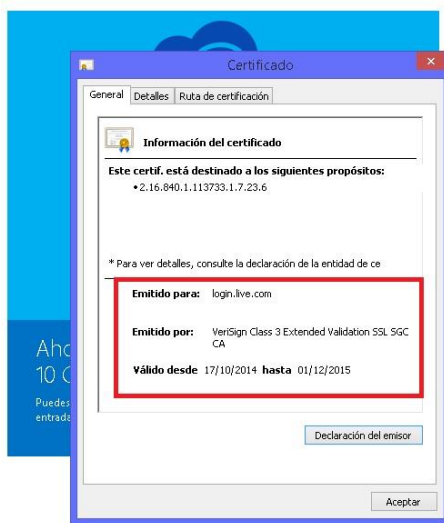 Certificado
General Detalles Ruta de certificación
Información del certificado
Este certif. está destinado a los siguientes propósitos:
•2.16.840.1.113733.1.7.23.6
* Para ver detalles, consulte la declaración de la entidad de ce
Emitido para: login.live.com
Emitido por: VeriSign Class 3 Extended Validation SSL SGC
CA
Válido desde 17/10/2014 hasta 01/12/2015
Declaración del emisor
Aceptar
10
Puedes
entrada